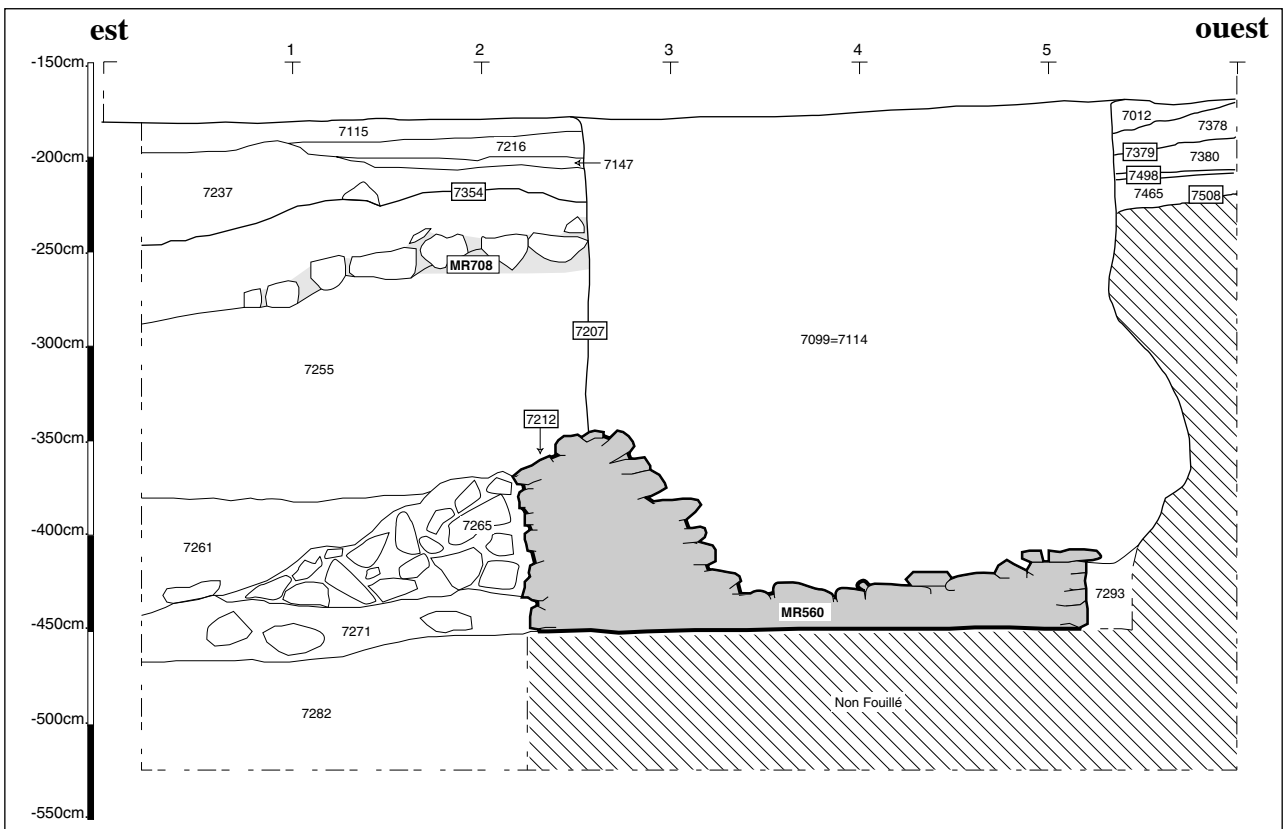 est
ouest
1 2 3 4 5
-150cm.
7012
7378
7115
7216
7379
7380
-200cm.
7147
7498
7237
7354
7465
7508
-250cm.
MR708
-300cm.
7207
7099=7114
7255
-350cm.
7212
-400cm.
7265
7261
7293
MR560
-450cm.
7271
Non Fouillé
-500cm.
7282
-550cm.